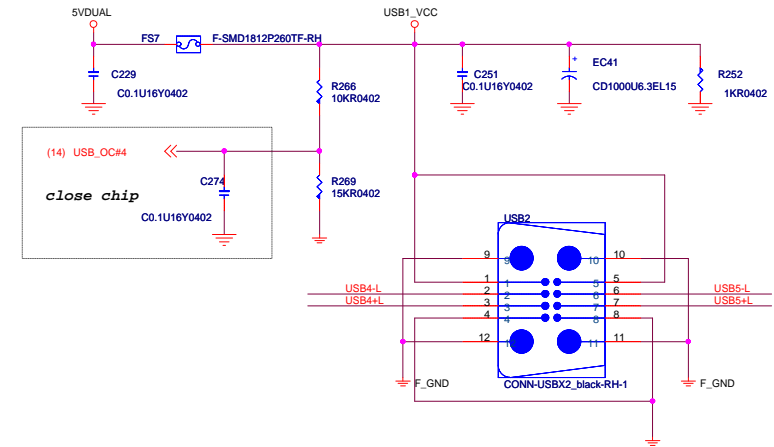 5VDUAL
USB1_VCC
FS7
F-SMD1812P260TF-RH
C229
C0.1U16Y0402
R266
10KR0402
C251
C0.1U16Y0402
+
EC41
CD1000U6.3EL15
R252
1KR0402
(14) USB_OC#4
close chip
C274
C0.1U16Y0402
R269
15KR0402
USB2
9 9 10 10
1 1 5 5
USB4-L 2 2 6 6 USB5-L
USB4+L 3 3 7 7 USB5+L
4 4 8 8
12 11 11
F_GND
CONN-USBX2_black-RH-1
F_GND